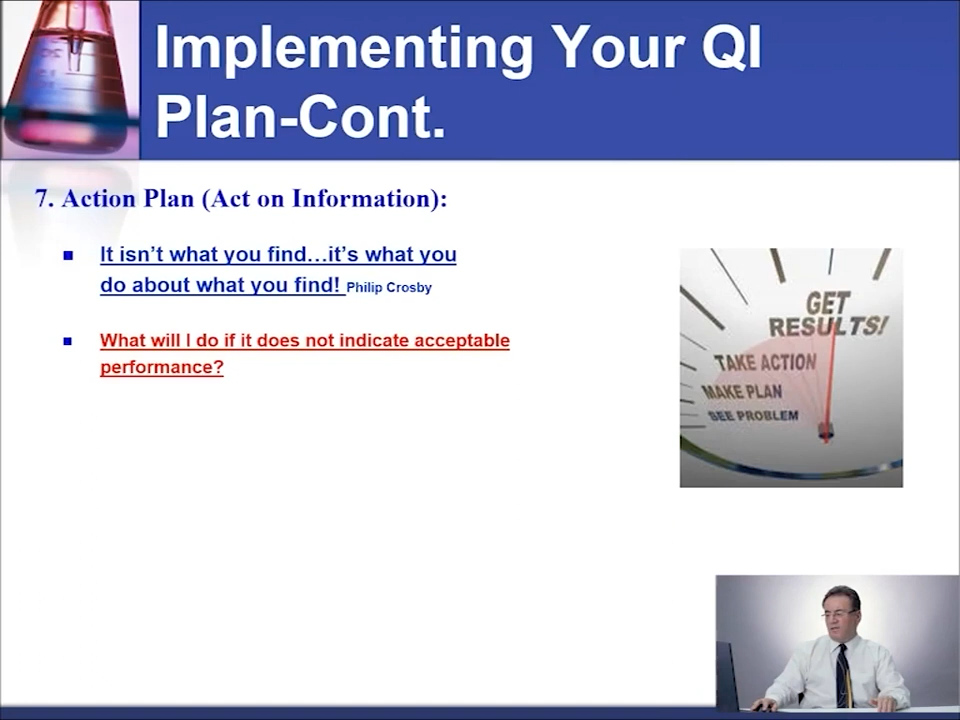 Implementing Your QI
Plan-Cont.
7. Action Plan (Act on Information):
It isn’t what you find…it’s what you
do about what you find! Philip Crosby
What will I do if it does not indicate acceptable
performance?
GET
RESULTS!
TAKE ACTION
MAKE PLAN
SEE PROBLEM